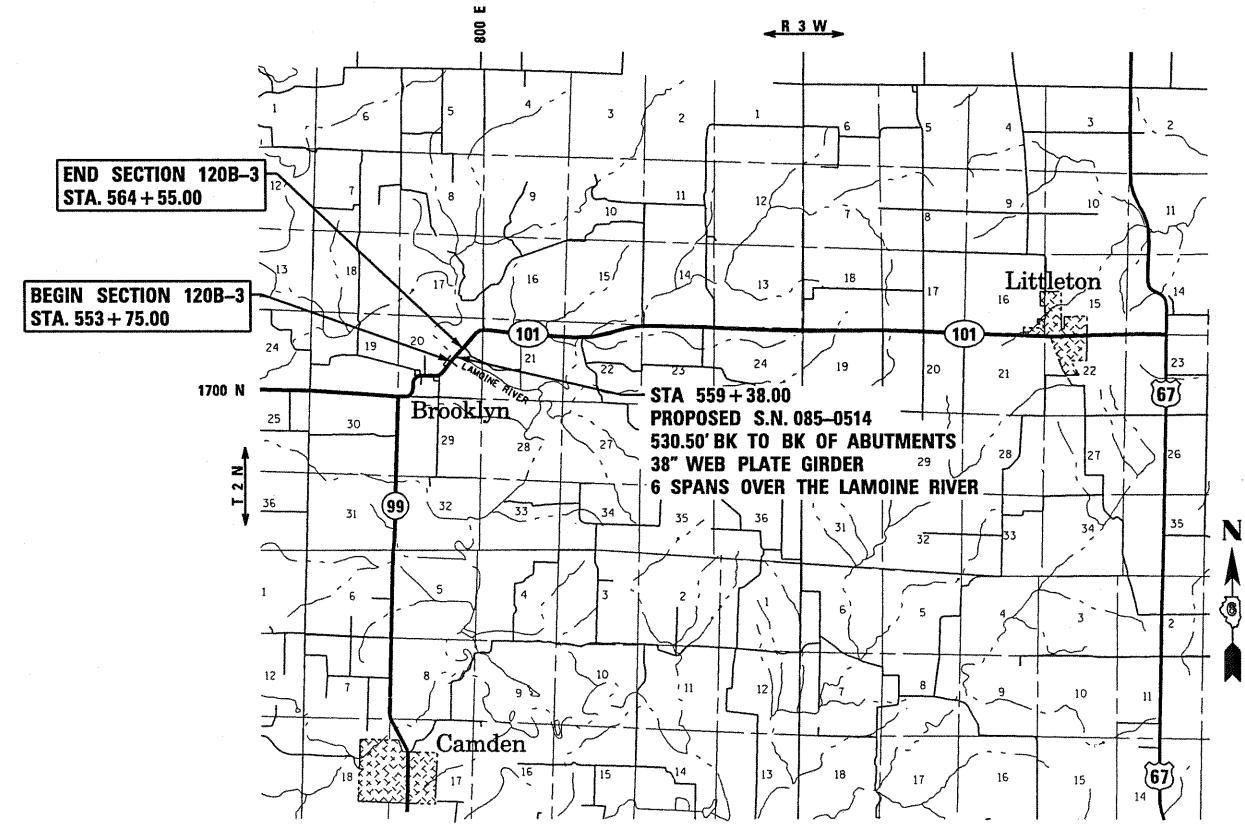 800 E
R 3 W
1 6 5 4 3 2 1 6 5 4 3 2
END SECTION 120B–3
STA. 564 + 55.00
12 7 8 9 10 11 12 7 8 9 10 11
13 18 17 16 15 14 13 18 17 16 15 14
Littleton
BEGIN SECTION 120B–3
STA. 553 + 75.00
101
101
24 19 20 21 22 23 24 19 20 21 22 23
LAMOINE RIVER
1700 N
Brooklyn
67
STA 559 + 38.00
PROPOSED S.N. 085–0514
530.50' BK TO BK OF ABUTMENTS
38" WEB PLATE GIRDER
6 SPANS OVER THE LAMOINE RIVER
25 30 29 28 27 29 28 27 26
T 2 N
99
36 31 32 33 34 35 36 31 32 33 34 35
N
1 6 5 4 3 2 1 6 5 4 3 2
12 7 8 9 10 11 12 7 8 9 10 11
Camden
18 17 16 15 14 13 18 17 16 15 14
67